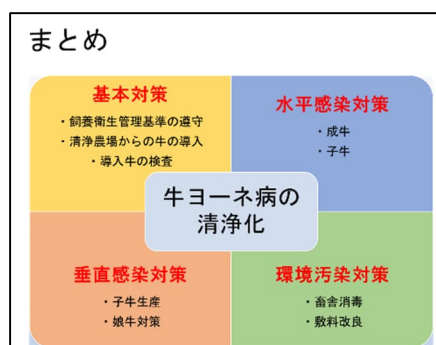 まとめ
基本対策
・飼養衛生管理基準の遵守
・清浄農場からの牛の導入
・導入牛の検査
水平感染対策
・成牛
・子牛
牛ヨーネ病の
清浄化
垂直感染対策
・子牛生産
・娘牛対策
環境汚染対策
・畜舎消毒
・敷料改良